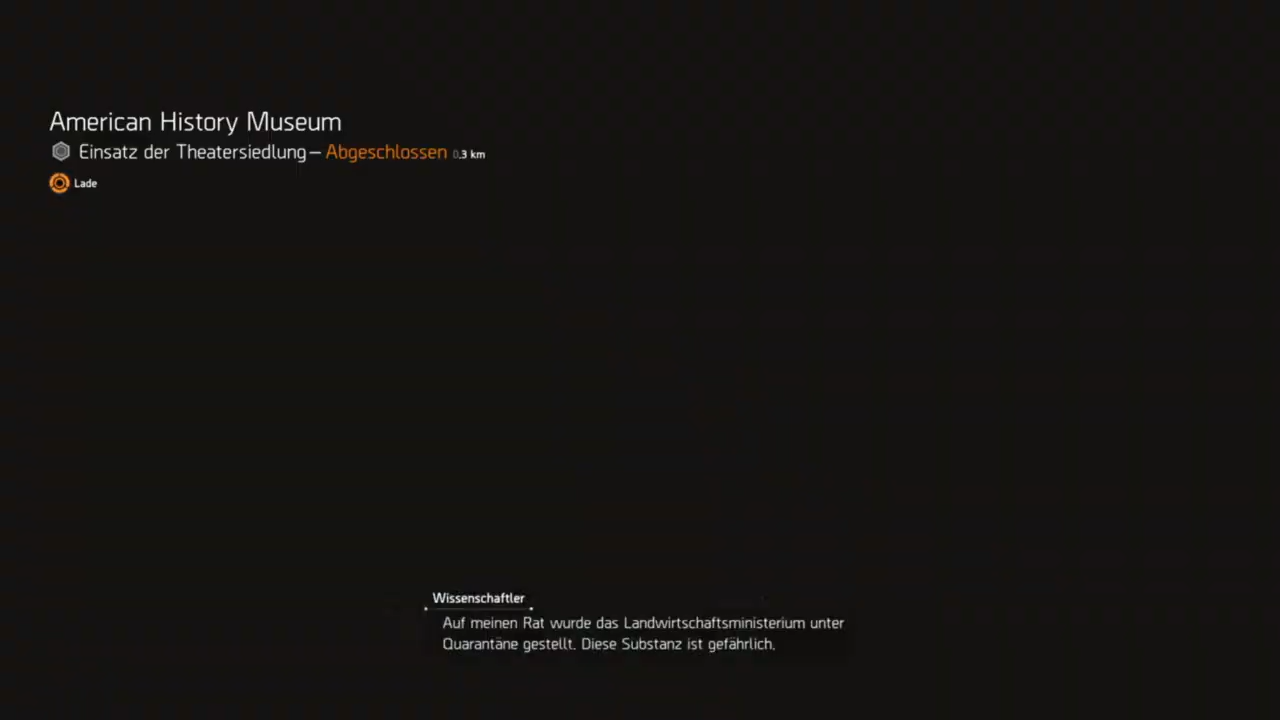 American History Museum
Einsatz der Theatersiedlung – Abgeschlossen 0.3 km
Lade
Wissenschaftler
Auf meinen Rat wurde das Landwirtschaftsministerium unter
Quarantäne gestellt. Diese Substanz ist gefährlich.